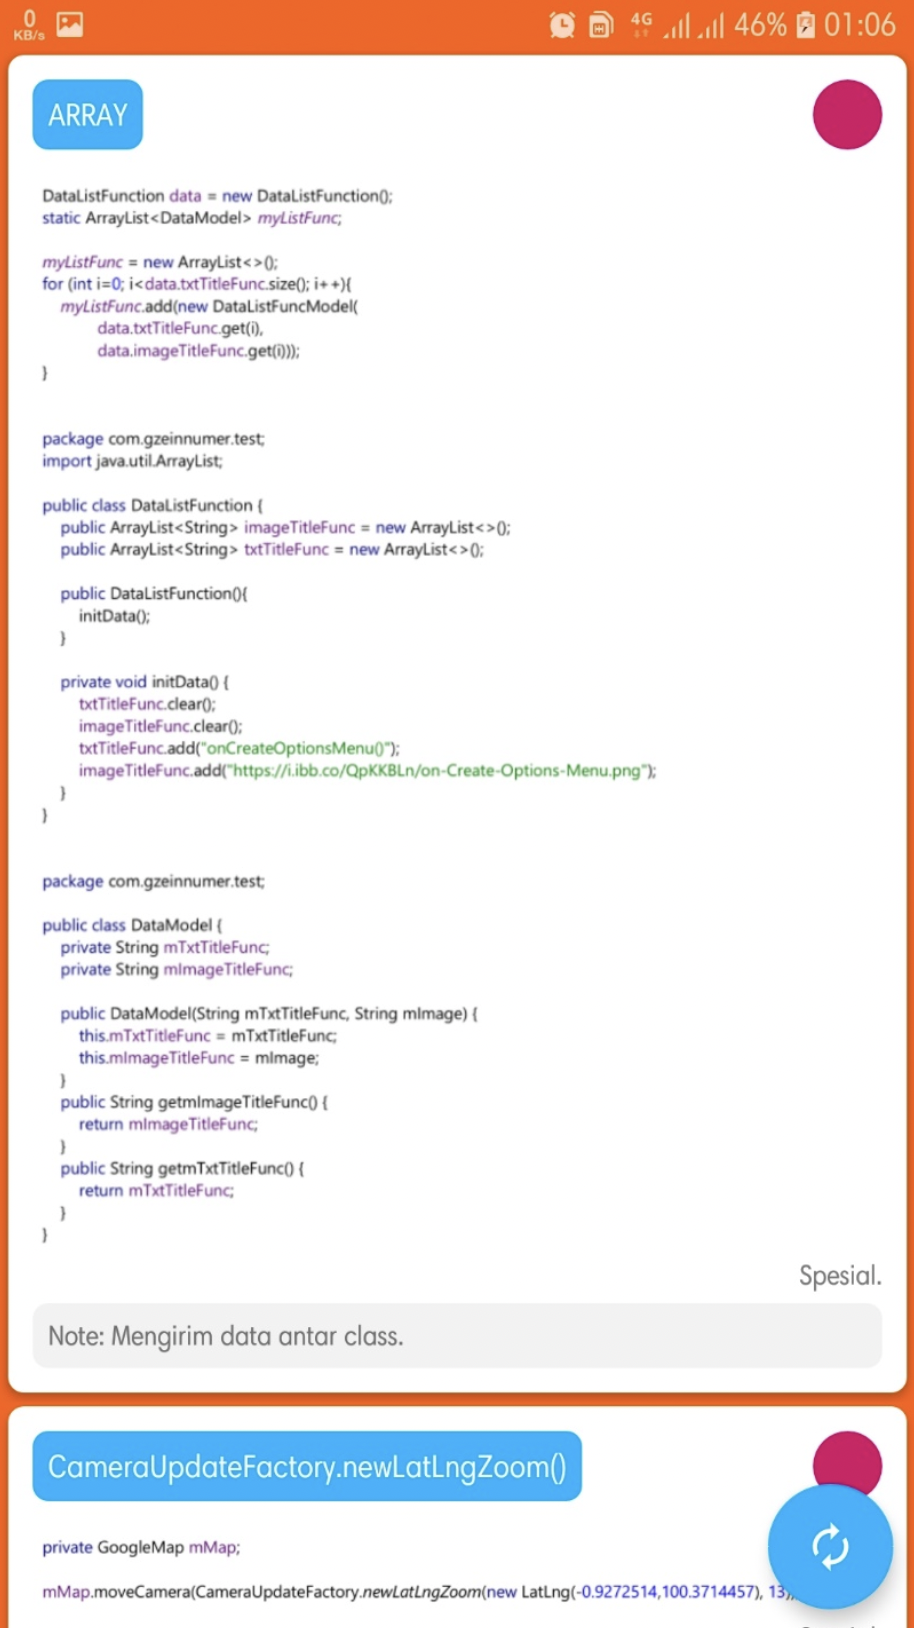 0
KB/s
4G
46%
01:06
ARRAY
DataListFunction data = new DataListFunction();
static ArrayList<DataModel> myListFunc;
myListFunc = new ArrayList<>();
for (int i=0; i<data.txtTitleFunc.size(); i++){
myListFunc.add(new DataListFuncModel(
data.txtTitleFunc.get(i),
data.imageTitleFunc.get(i)));
}
package com.gzeinnumer.test;
import java.util.ArrayList;
public class DataListFunction {
public ArrayList<String> imageTitleFunc = new ArrayList<>();
public ArrayList<String> txtTitleFunc = new ArrayList<>();
public DataListFunction(){
initData();
}
private void initData() {
txtTitleFunc.clear();
imageTitleFunc.clear();
txtTitleFunc.add("onCreateOptionsMenu()");
imageTitleFunc.add("https://i.ibb.co/QpKKBLn/on-Create-Options-Menu.png");
}
}
package com.gzeinnumer.test;
public class DataModel {
private String mTxtTitleFunc;
private String mImageTitleFunc;
public DataModel(String mTxtTitleFunc, String mImage) {
this.mTxtTitleFunc = mTxtTitleFunc;
this.mImageTitleFunc = mImage;
}
public String getmImageTitleFunc() {
return mImageTitleFunc;
}
public String getmTxtTitleFunc() {
return mTxtTitleFunc;
}
}
Spesial.
Note: Mengirim data antar class.
CameraUpdateFactory.newLatLngZoom()
private GoogleMap mMap;
mMap.moveCamera(CameraUpdateFactory.newLatLngZoom(new LatLng(-0.9272514,100.3714457), 13)